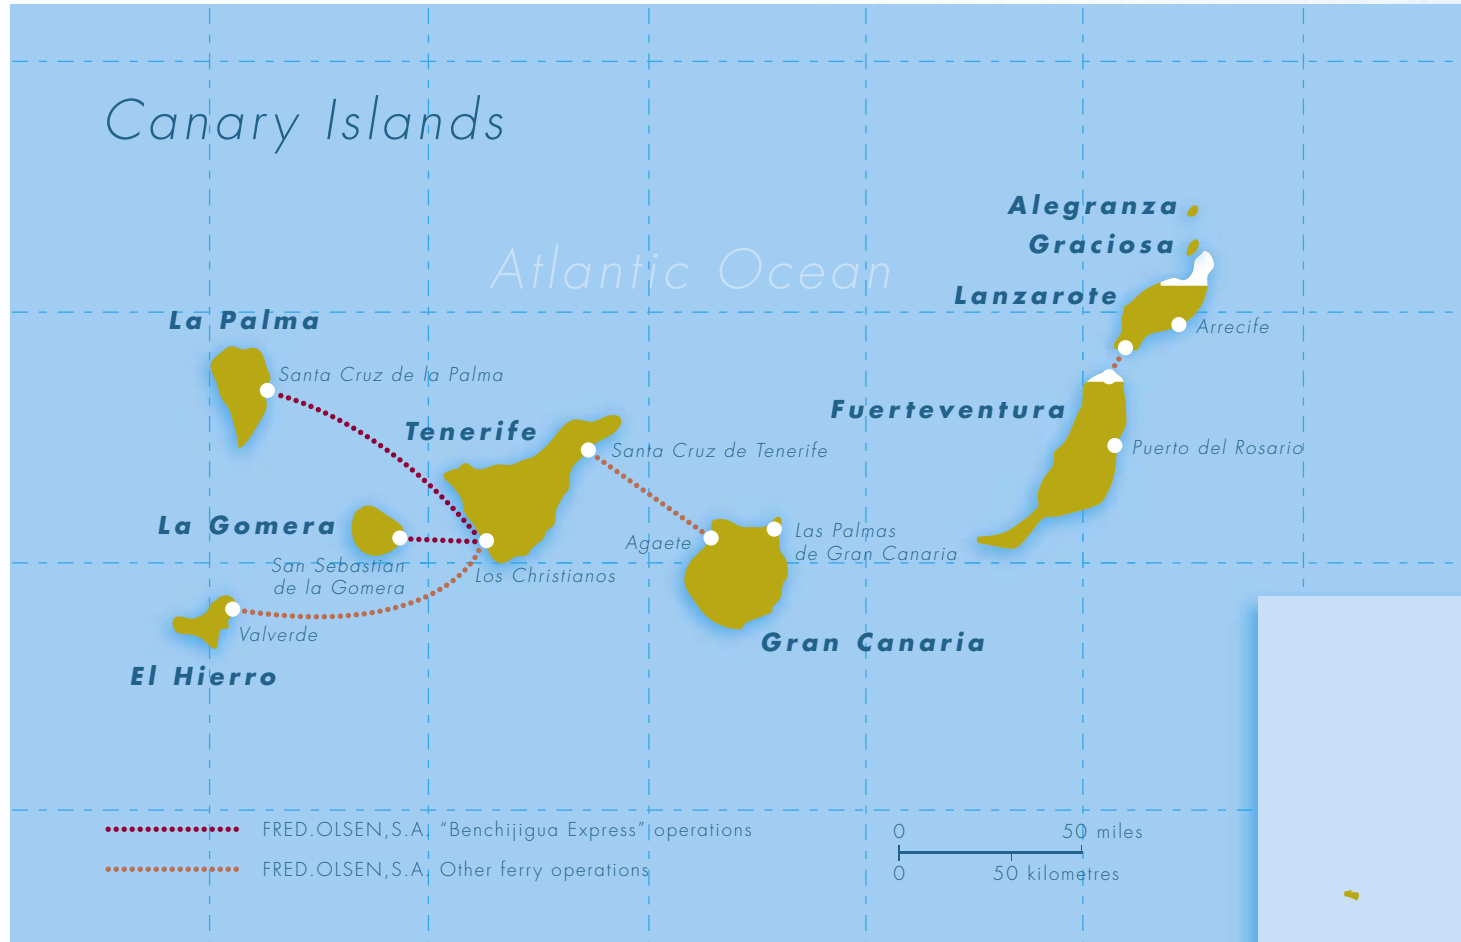 Canary Islands
Alegranza
Graciosa
Atlantic Ocean
Lanzarote
La Palma
Arrecife
Santa Cruz de la Palma
Fuerteventura
Tenerife
Santa Cruz de Tenerife
Puerto del Rosario
La Gomera
Las Palmas
de Gran Canaria
Agaete
San Sebastian
de la Gomera
Los Christianos
Valverde
Gran Canaria
El Hierro
FRED.OLSEN,S.A. “Benchijigua Express” operations
FRED.OLSEN,S.A. Other ferry operations
0 50 miles
0 50 kilometres